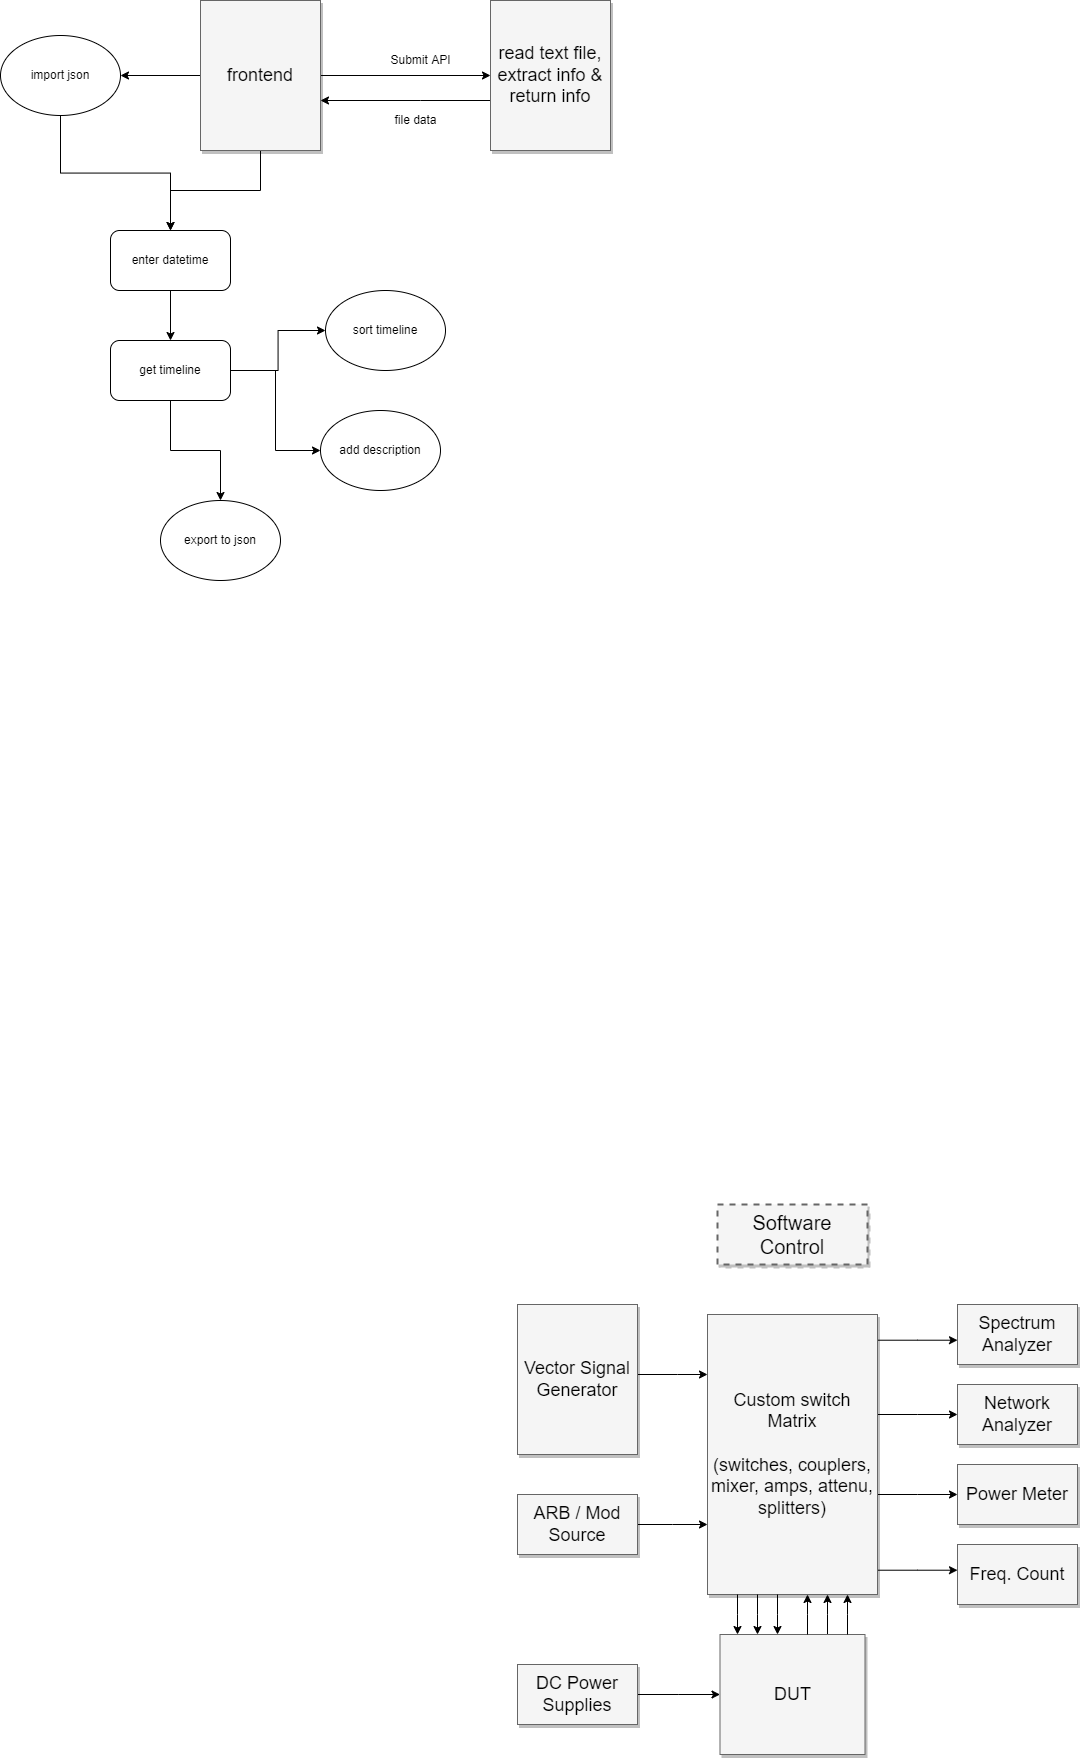 import json
frontend
Submit API
file data
read text file,
extract info &
return info
enter datetime
get timeline
sort timeline
add description
export to json
Software
Control
Vector Signal
Generator
ARB / Mod
Source
DC Power
Supplies
Custom switch
Matrix
(switches, couplers,
mixer, amps, attenu,
splitters)
DUT
Spectrum
Analyzer
Network
Analyzer
Power Meter
Freq. Count